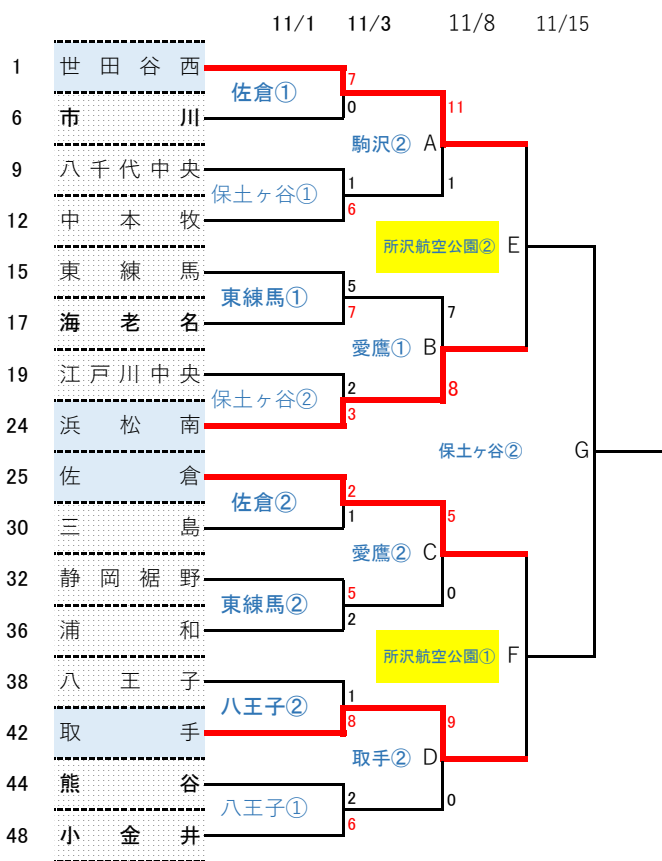 11/1 11/3 11/8 11/15
1 世田谷西
7
佐倉①
0
11
6 市川
駒沢② A
9 八千代中央
1
保土ヶ谷①
6
1
12 中本牧
所沢航空公園② E
15 東練馬
5
東練馬①
7
7
17 海老名
愛鷹① B
19 江戸川中央
2
保土ヶ谷②
3
8
24 浜松南
保土ヶ谷② G
25 佐倉
2
佐倉②
1
5
30 三島
愛鷹② C
32 静岡裾野
5
東練馬②
2
0
36 浦和
所沢航空公園① F
38 八王子
1
八王子②
8
9
42 取手
取手② D
44 熊谷
2
八王子①
6
0
48 小金井